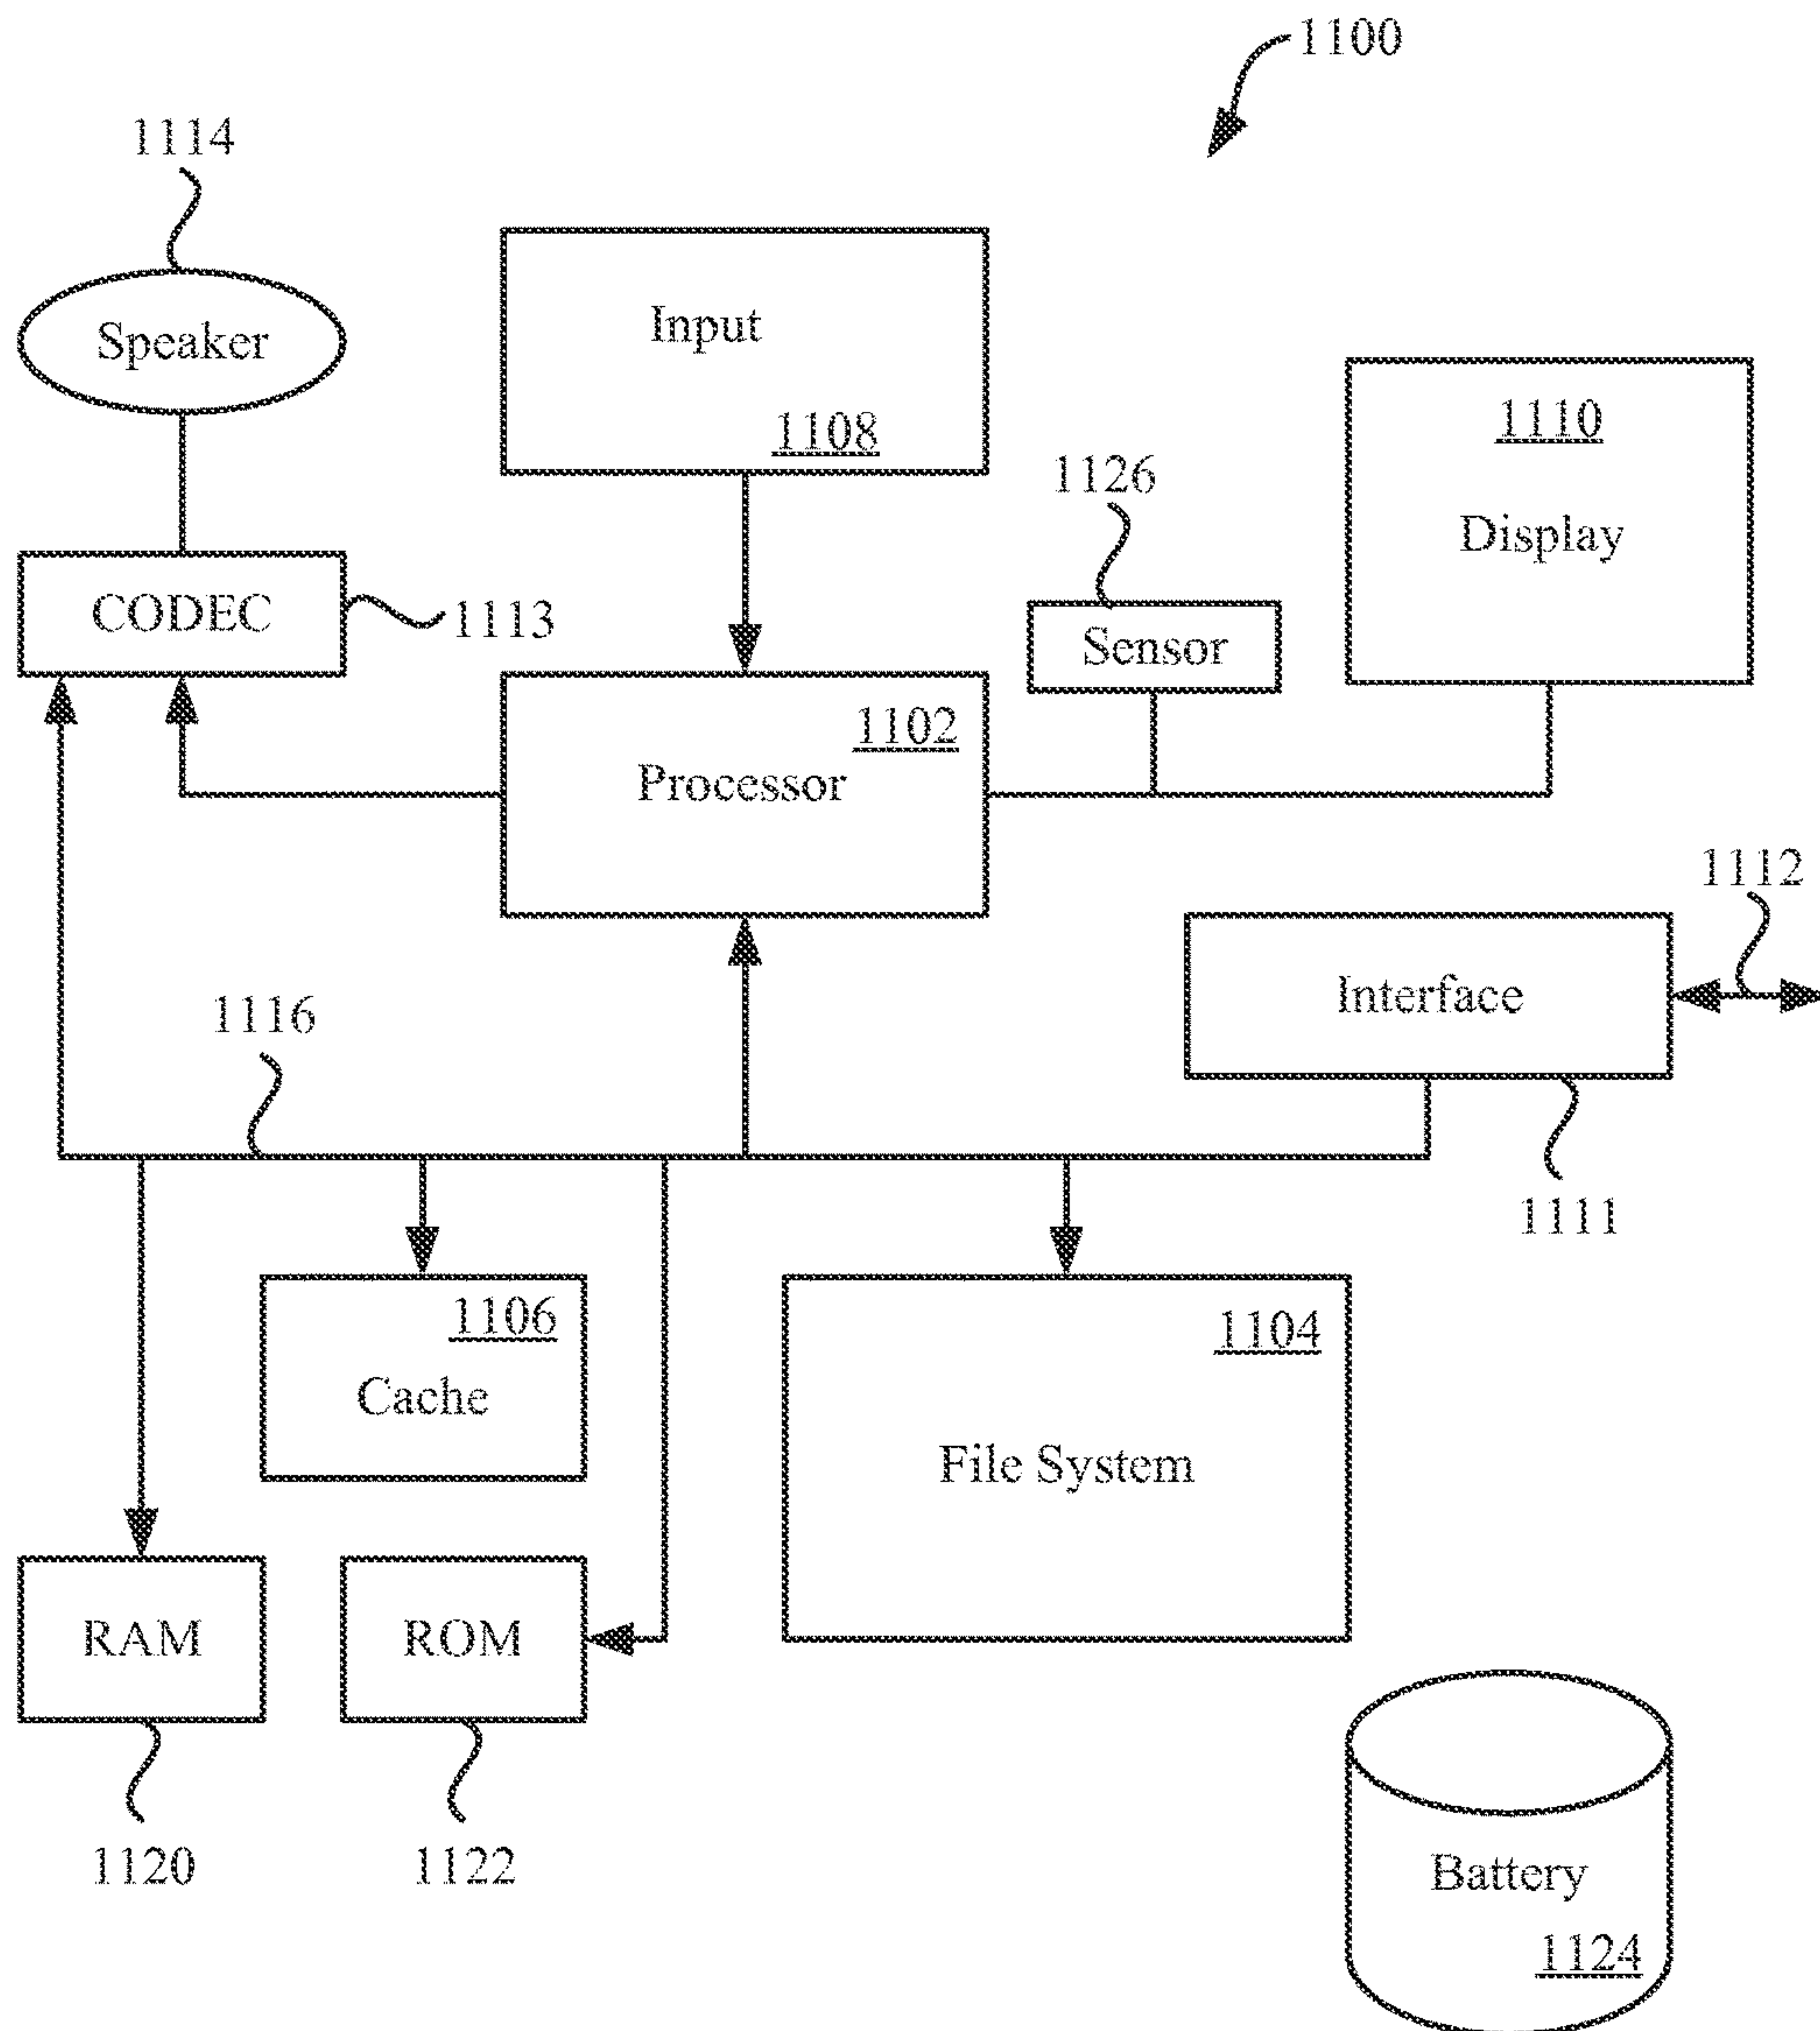 1100
1114
Speaker
Input
1108
1110
Display
1126
Sensor
CODEC
1113
1102
Processor
1112
Interface
1116
1111
1106
Cache
1104
File System
RAM
ROM
1120
1122
Battery
1124